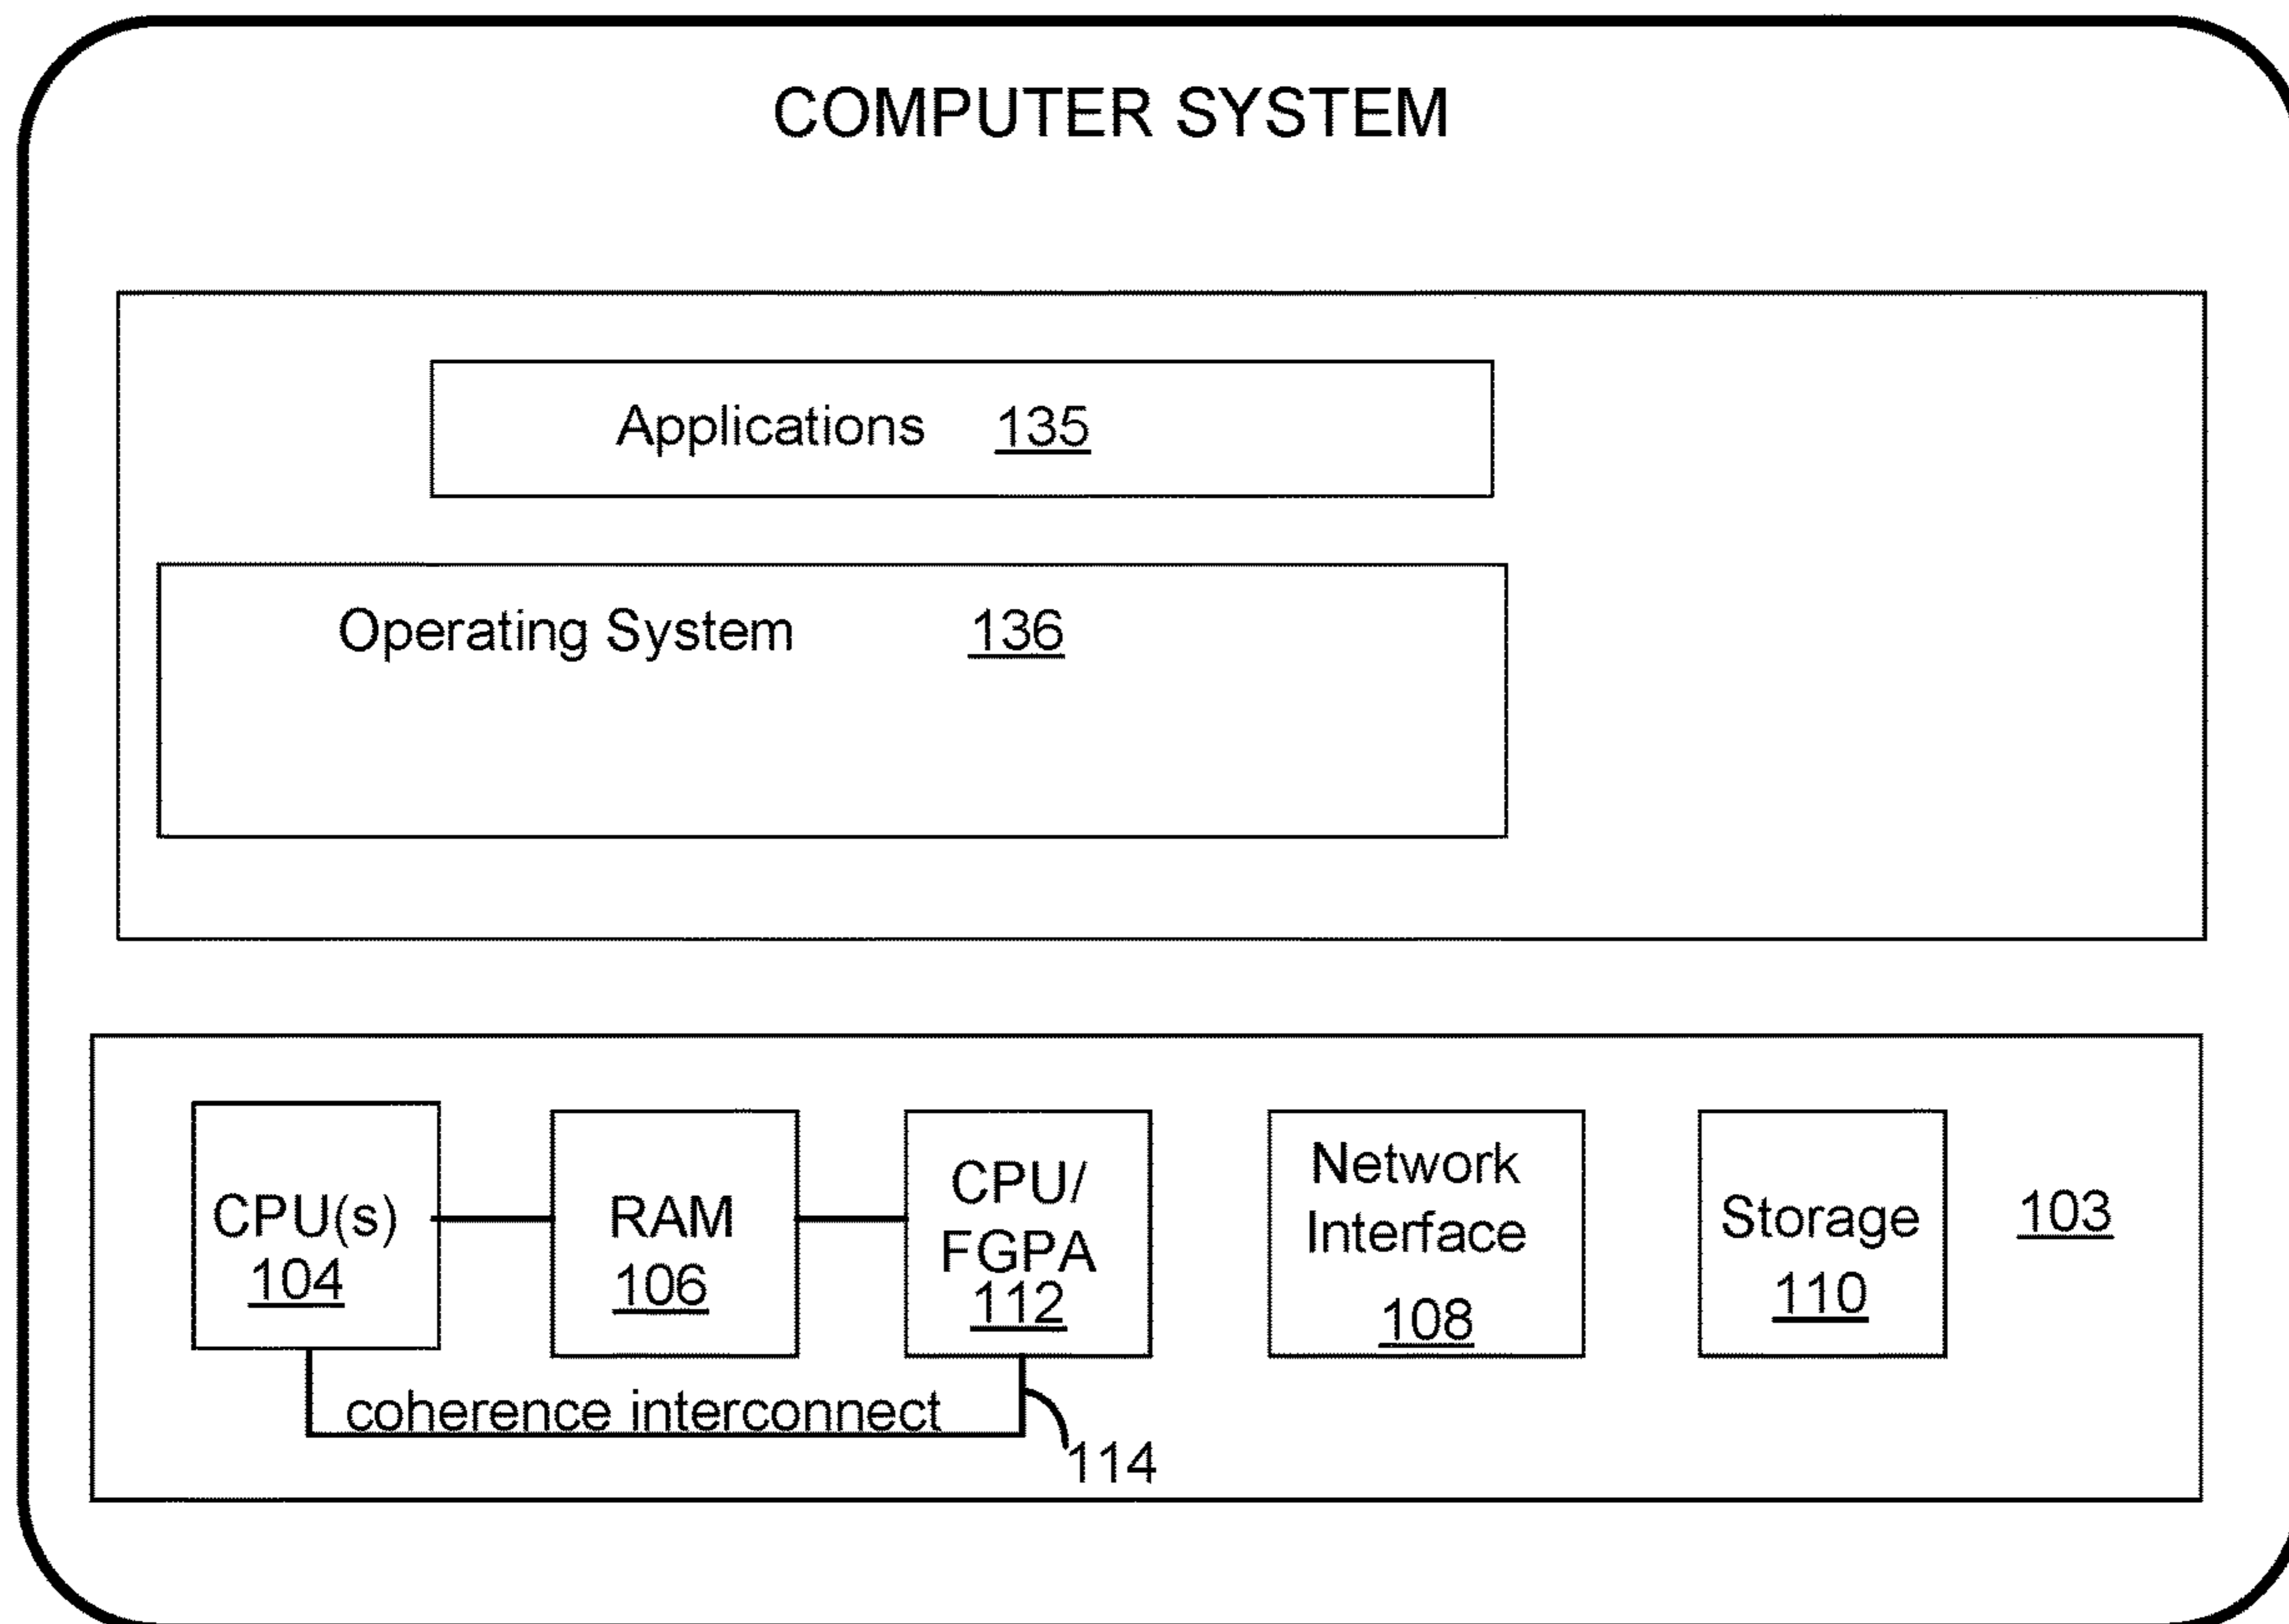 COMPUTER SYSTEM
Applications 135
Operating System 136
CPU(s)
104
RAM
106
CPU/
FGPA
112
Network
Interface
108
Storage
110
103
coherence interconnect
114